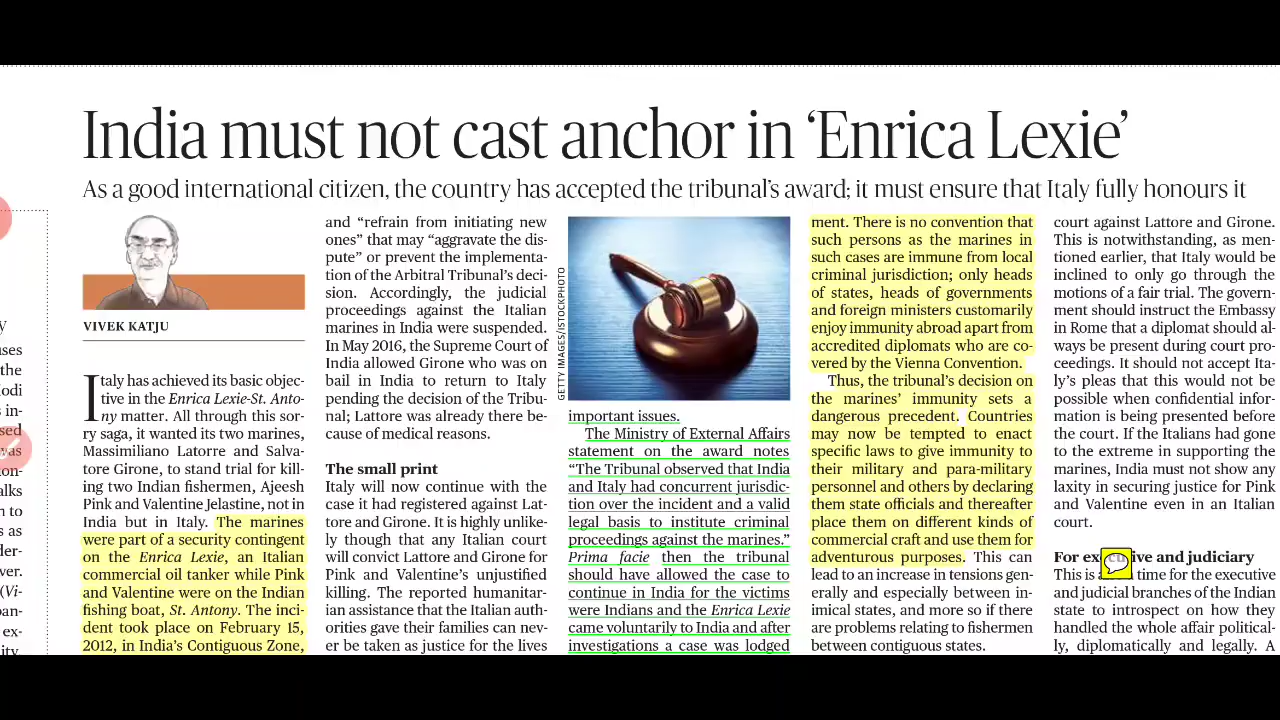 India must not cast anchor in ‘Enrica Lexie’
As a good international citizen, the country has accepted the tribunal’s award; it must ensure that Italy fully honours it
VIVEK KATJU
Italy has achieved its basic objec-
tive in the Enrica Lexie-St. Anto-
ny matter. All through this sor-
ry saga, it wanted its two marines,
Massimiliano Latorre and Salva-
tore Girone, to stand trial for kill-
ing two Indian fishermen, Ajeesh
Pink and Valentine Jelastine, not in
India but in Italy. The marines
were part of a security contingent
on the Enrica Lexie, an Italian
commercial oil tanker while Pink
and Valentine were on the Indian
fishing boat, St. Antony. The inci-
dent took place on February 15,
2012, in India’s Contiguous Zone,
and “refrain from initiating new
ones” that may “aggravate the dis-
pute” or prevent the implementa-
tion of the Arbitral Tribunal’s deci-
sion. Accordingly, the judicial
proceedings against the Italian
marines in India were suspended.
In May 2016, the Supreme Court of
India allowed Girone who was on
bail in India to return to Italy
pending the decision of the Tribu-
nal; Lattore was already there be-
cause of medical reasons.
The small print
Italy will now continue with the
case it had registered against Lat-
tore and Girone. It is highly unlike-
ly though that any Italian court
will convict Lattore and Girone for
Pink and Valentine’s unjustified
killing. The reported humanitar-
ian assistance that the Italian auth-
orities gave their families can nev-
er be taken as justice for the lives
GETTY IMAGES/ISTOCKPHOTO
important issues.
The Ministry of External Affairs
statement on the award notes
“The Tribunal observed that India
and Italy had concurrent jurisdic-
tion over the incident and a valid
legal basis to institute criminal
proceedings against the marines.”
Prima facie then the tribunal
should have allowed the case to
continue in India for the victims
were Indians and the Enrica Lexie
came voluntarily to India and after
investigations a case was lodged
ment. There is no convention that
such persons as the marines in
such cases are immune from local
criminal jurisdiction; only heads
of states, heads of governments
and foreign ministers customarily
enjoy immunity abroad apart from
accredited diplomats who are co-
vered by the Vienna Convention.
Thus, the tribunal’s decision on
the marines’ immunity sets a
dangerous precedent. Countries
may now be tempted to enact
specific laws to give immunity to
their military and para-military
personnel and others by declaring
them state officials and thereafter
place them on different kinds of
commercial craft and use them for
adventurous purposes. This can
lead to an increase in tensions gen-
erally and especially between in-
imical states, and more so if there
are problems relating to fishermen
between contiguous states.
court against Lattore and Girone.
This is notwithstanding, as men-
tioned earlier, that Italy would be
inclined to only go through the
motions of a fair trial. The govern-
ment should instruct the Embassy
in Rome that a diplomat should al-
ways be present during court pro-
ceedings. It should not accept Ita-
ly’s pleas that this would not be
possible when confidential infor-
mation is being presented before
the court. If the Italians had gone
to the extreme in supporting the
marines, India must not show any
laxity in securing justice for Pink
and Valentine even in an Italian
court.
For and judiciary
This is time for the executive
and judicial branches of the Indian
state to introspect on how they
handled the whole affair political-
ly, diplomatically and legally. A